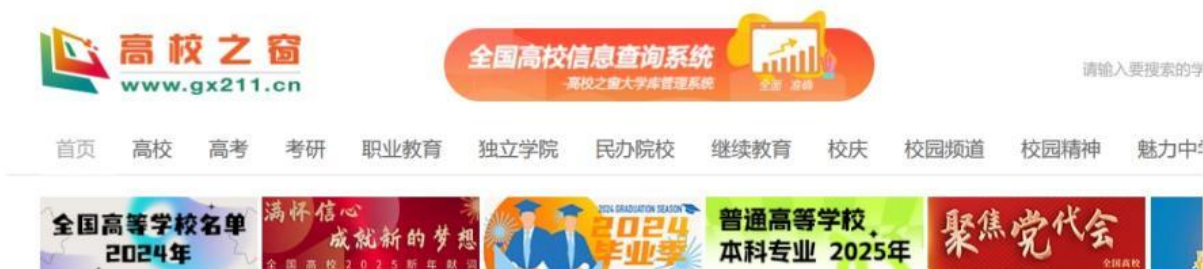 高校之窗
www.gx211.cn
全国高校信息查询系统
-高校之窗大学库管理系统
全面 准确
请输入要搜索的学
首页 高校 高考 考研 职业教育 独立学院 民办院校 继续教育 校庆 校园频道 校园精神 魅力中学
全国高等学校名单
2024年
满怀信心
成就新的梦想
全国高校2025新年献词
2024 GRADUATION SEASON
2024
毕业季
普通高等学校
本科专业 2025年
聚焦党代会
全国高校